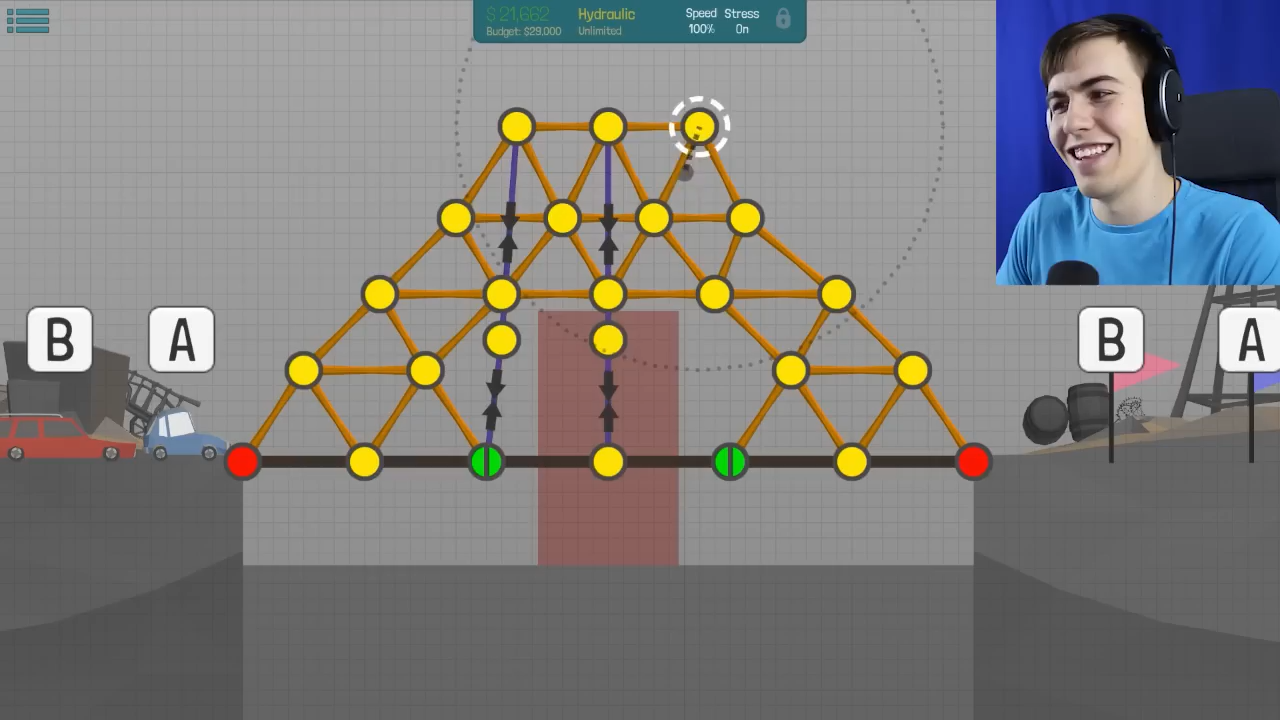 $ 21,662
Budget: $29,000
Hydraulic
Unlimited
Speed
100%
Stress
On
B
A
B
A